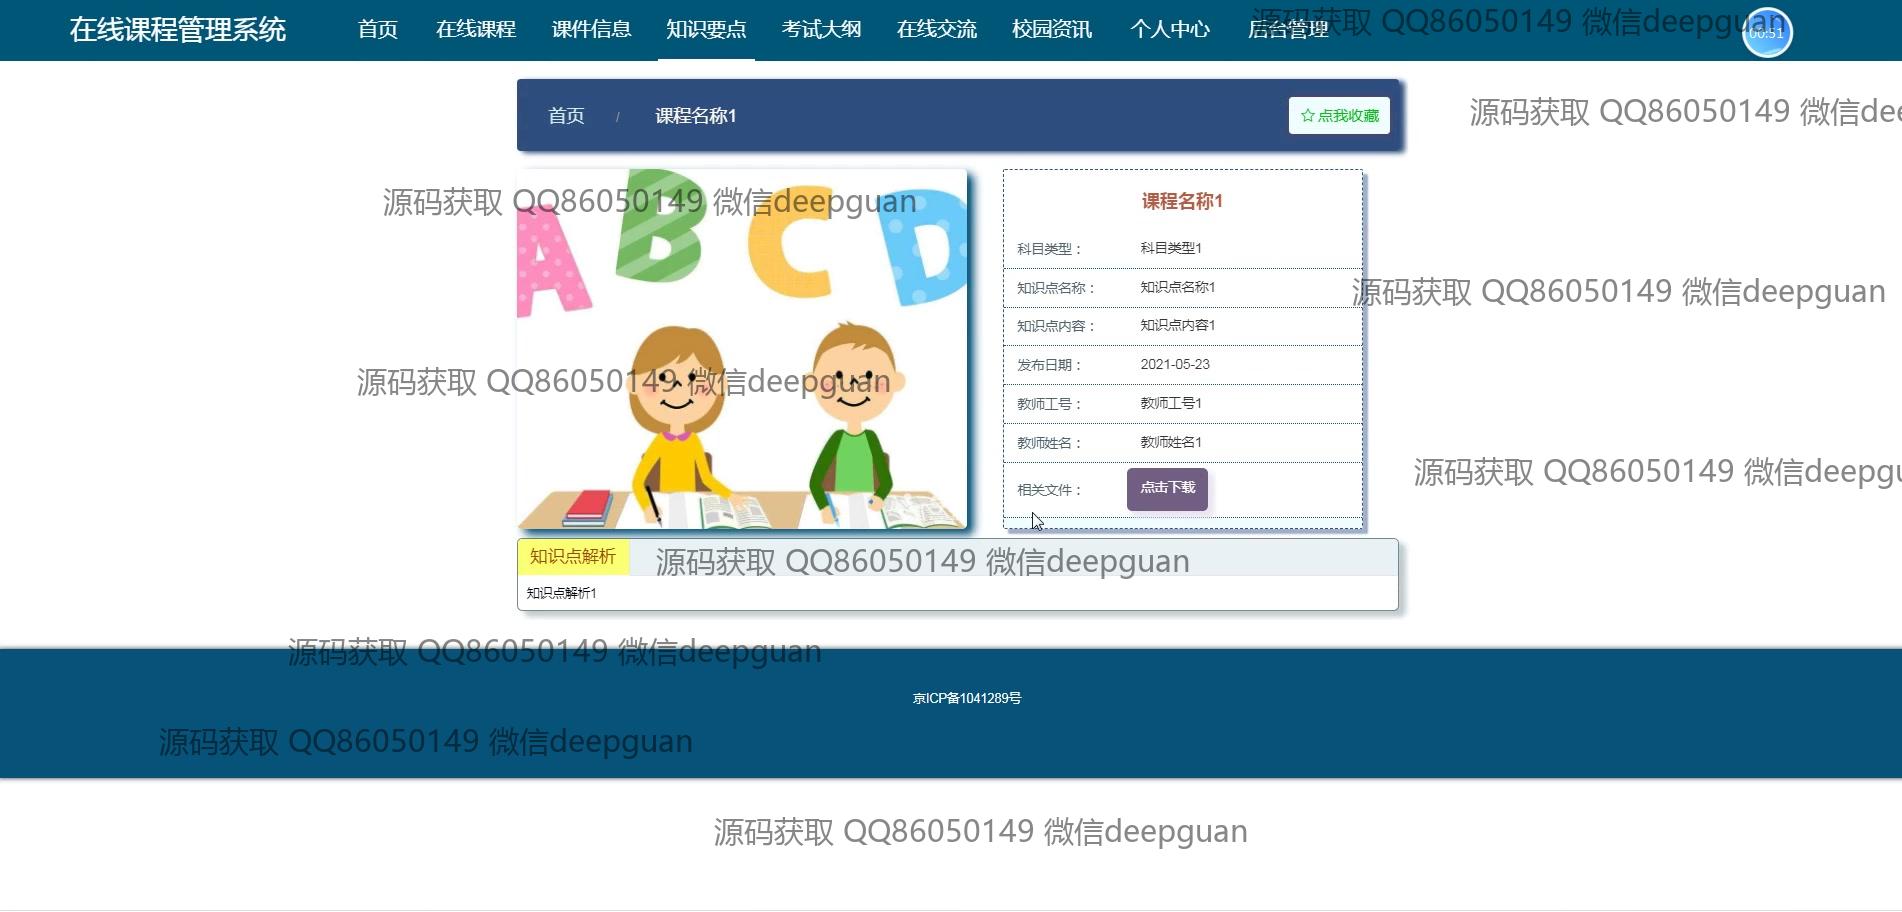 在线课程管理系统 首页 在线课程 课件信息 知识要点 考试大纲 在线交流 校园资讯 个人中心 后台管理
源码获取 QQ86050149 微信deepguan
00:51
首页 / 课程名称1 ☆点我收藏
源码获取 QQ86050149 微信dee
源码获取 QQ86050149 微信deepguan
A B C D
课程名称1
科目类型： 科目类型1
知识点名称： 知识点名称1
源码获取 QQ86050149 微信deepguan
知识点内容： 知识点内容1
发布日期： 2021-05-23
源码获取 QQ86050149 微信deepguan
教师工号： 教师工号1
教师姓名： 教师姓名1
源码获取 QQ86050149 微信deepgu
相关文件： 点击下载
知识点解析
源码获取 QQ86050149 微信deepguan
知识点解析1
源码获取 QQ86050149 微信deepguan
京ICP备1041289号
源码获取 QQ86050149 微信deepguan
源码获取 QQ86050149 微信deepguan